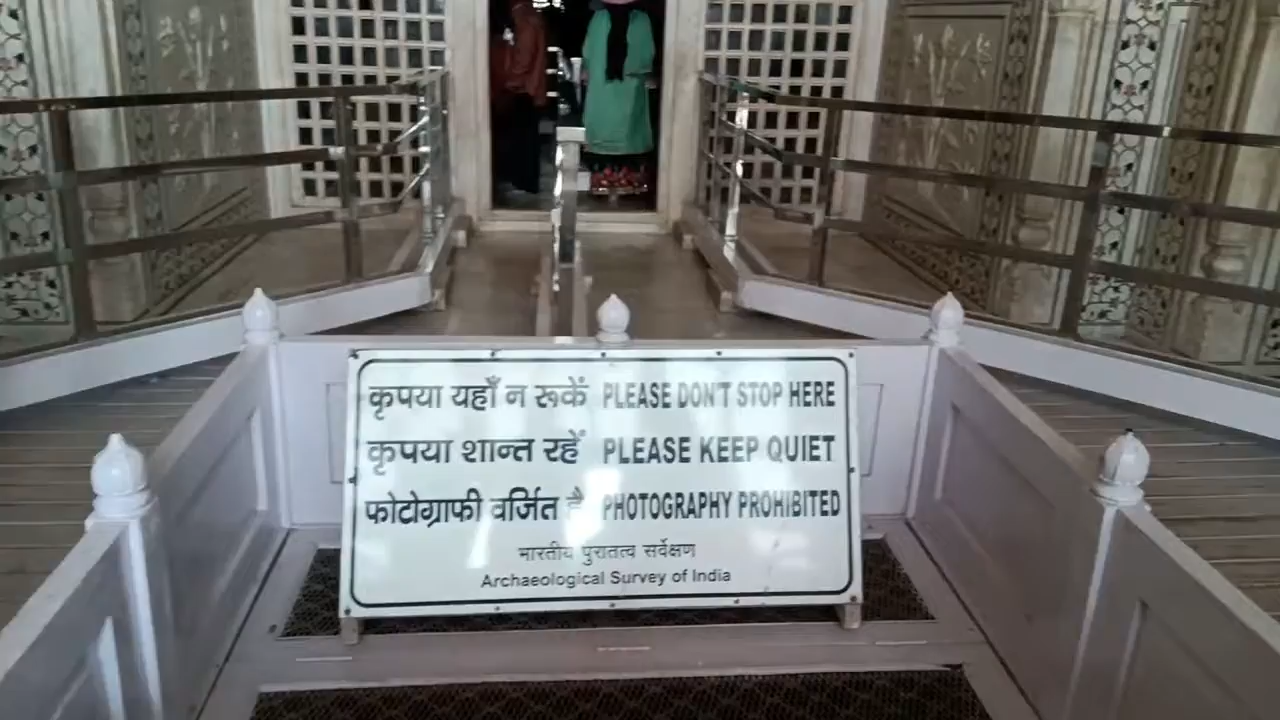 कृपया यहाँ न रूकें PLEASE DON'T STOP HERE
कृपया शान्त रहें PLEASE KEEP QUIET
फोटोग्राफी वर्जित है PHOTOGRAPHY PROHIBITED
भारतीय पुरातत्व सर्वेक्षण
Archaeological Survey of India